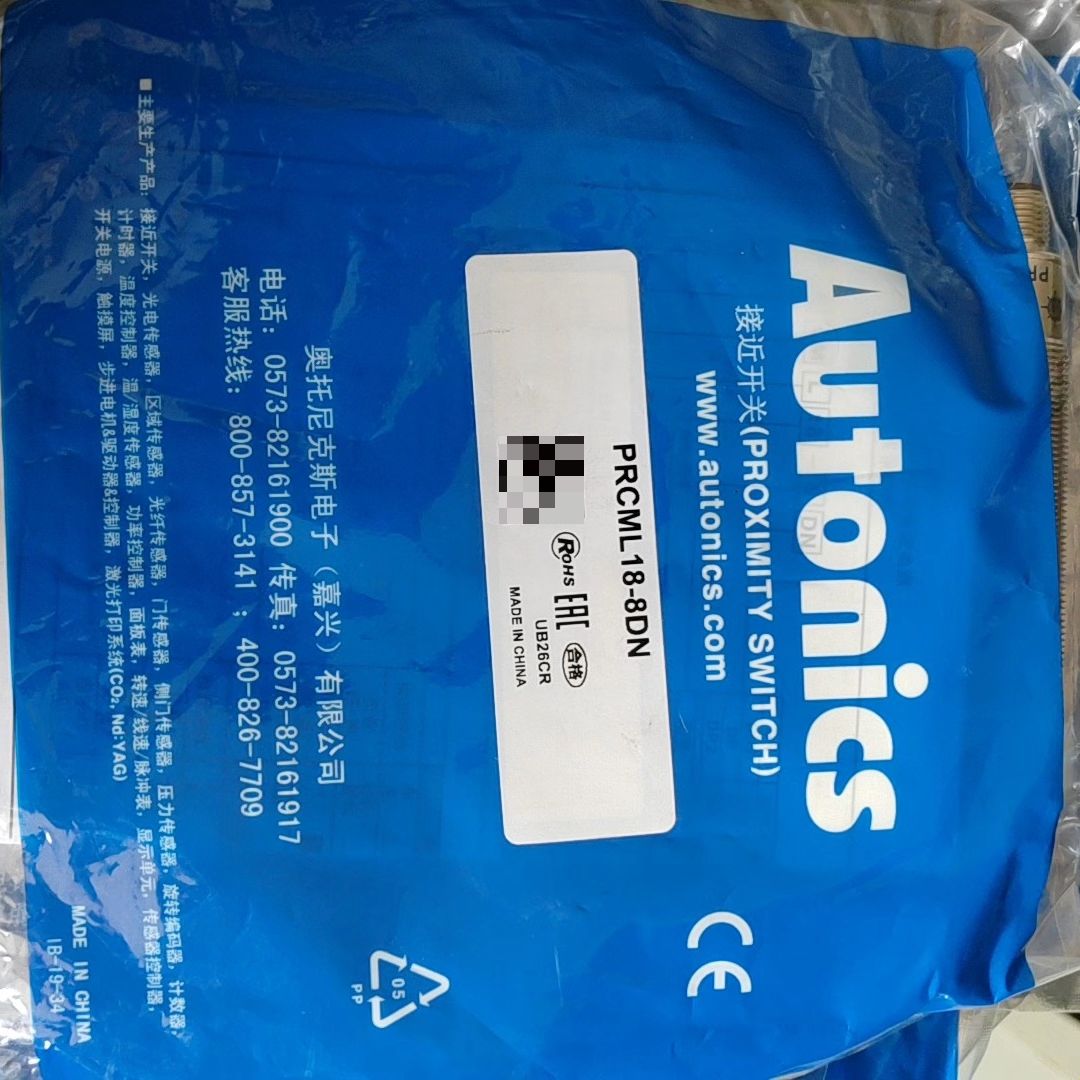 Autonics
接近开关(PROXIMITY SWITCH)
www.autonics.com
PRCML18-8DN
RoHS EAC 合格
UB26CR
MADE IN CHINA
CE
奥托尼克斯电子（嘉兴）有限公司
电话：0573-82161900 传真：0573-82161917
客服热线：800-857-3141；400-826-7709
05
PP
■主要生产产品：接近开关，光电传感器，区域传感器，光纤传感器，门传感器，侧门传感器，压力传感器，旋转编码器，计数器，
计时器，温度控制器，温/湿度传感器，功率控制器，面板表，转速/线速/脉冲表，显示单元，传感器控制器，
开关电源，触摸屏，步进电机&驱动器&控制器，激光打印系统(CO₂, Nd:YAG)
MADE IN CHINA
IB-19-34
PR